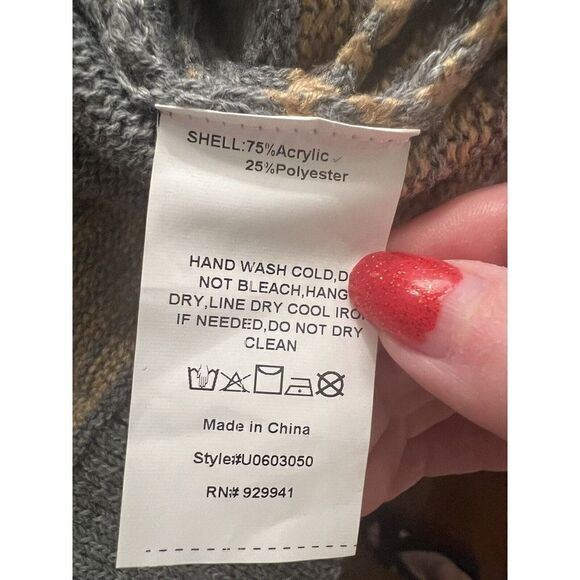 SHELL:75%Acrylic
25%Polyester
HAND WASH COLD,D
NOT BLEACH,HANG
DRY,LINE DRY COOL IRO
IF NEEDED,DO NOT DRY
CLEAN
Made in China
Style#U0603050
RN# 929941